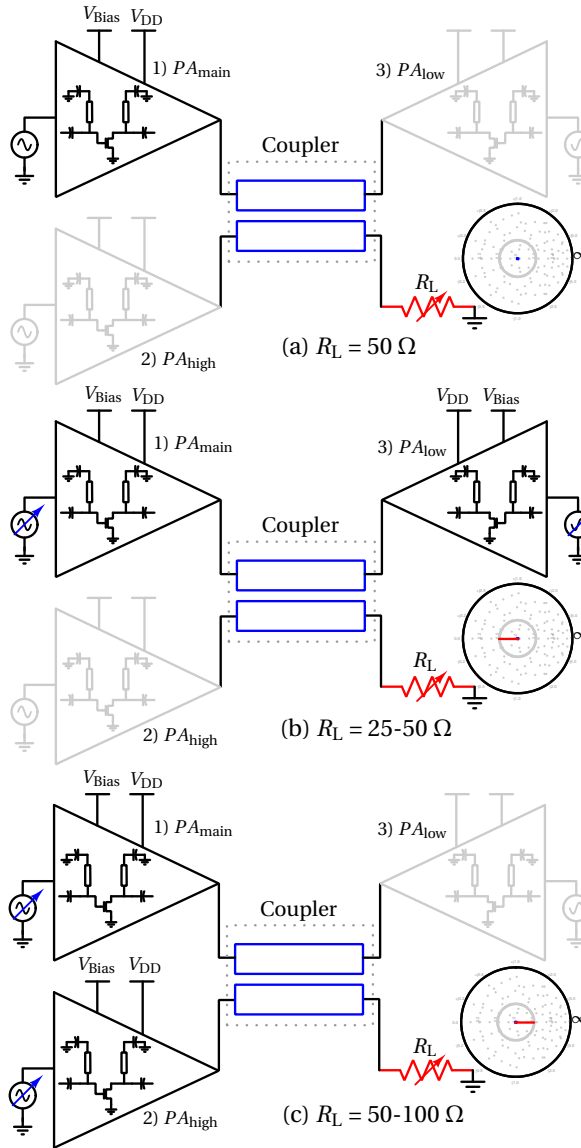 V_Bias V_DD
1) PA_main
3) PA_low
Coupler
R_L
2) PA_high
(a) R_L = 50 Ω
V_Bias V_DD
1) PA_main
V_DD V_Bias
3) PA_low
Coupler
R_L
2) PA_high
(b) R_L = 25-50 Ω
V_Bias V_DD
1) PA_main
3) PA_low
Coupler
V_Bias V_DD
R_L
2) PA_high
(c) R_L = 50-100 Ω